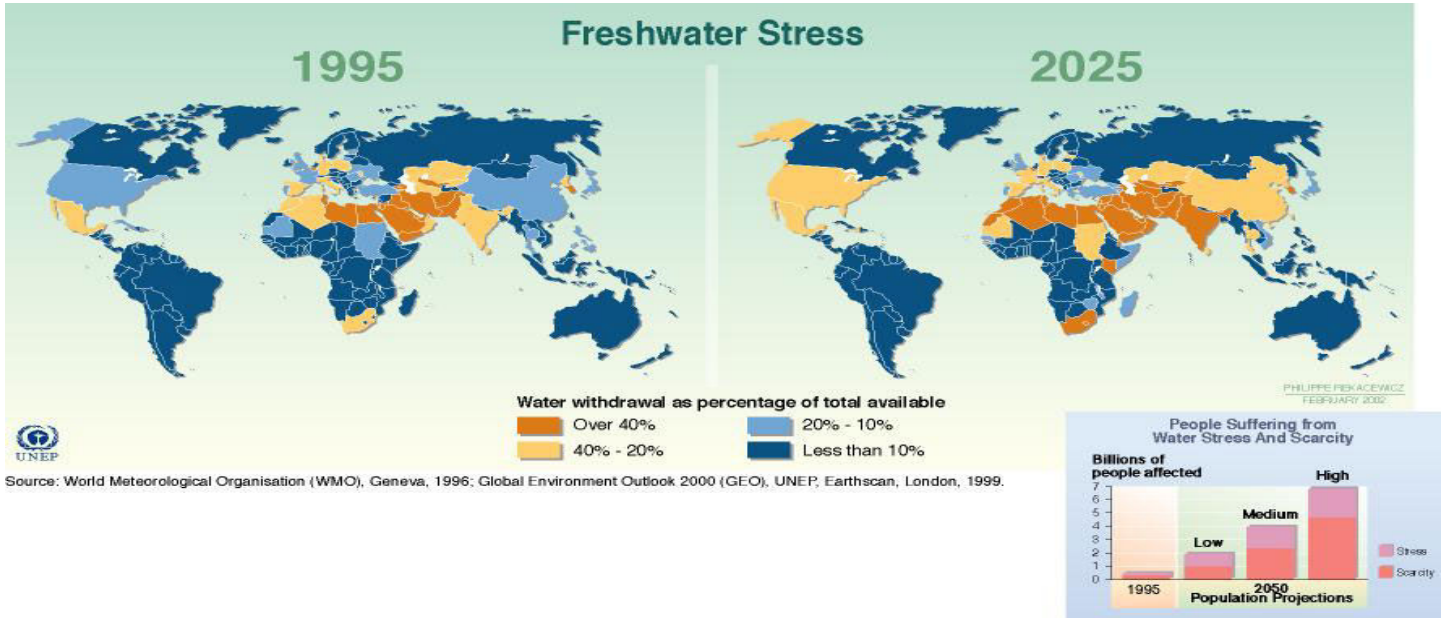 Freshwater Stress
1995
2025
PHILIPPE REKACEWICZ
FEBRUARY 2002
Water withdrawal as percentage of total available
Over 40%
20% - 10%
40% - 20%
Less than 10%
UNEP
Source: World Meteorological Organisation (WMO), Geneva, 1996; Global Environment Outlook 2000 (GEO), UNEP, Earthscan, London, 1999.
People Suffering from
Water Stress And Scarcity
Billions of
people affected
7
6
5
4
3
2
1
0
Low
Medium
High
Stress
Scarcity
1995
2050
Population Projections